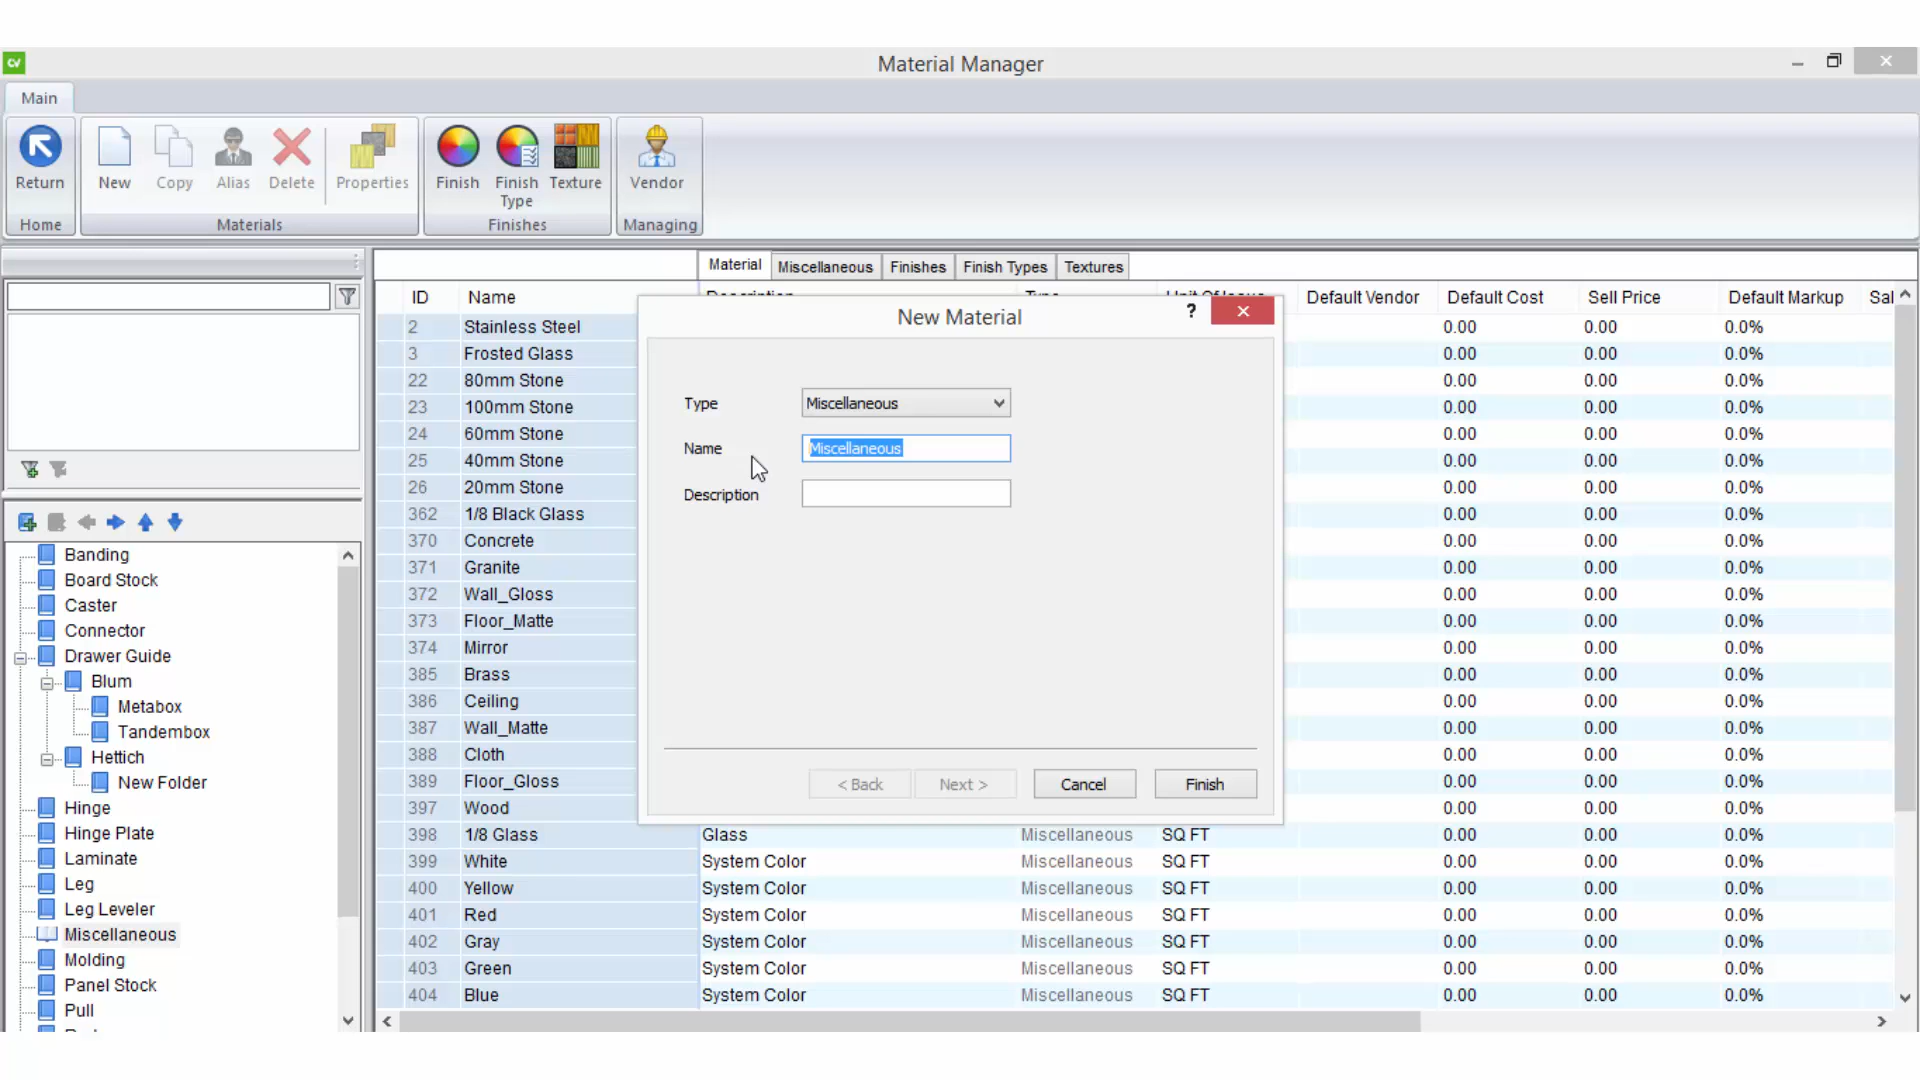 CV
Material Manager
Main
Return
New
Copy
Alias
Delete
Properties
Finish
Finish
Type
Texture
Vendor
Home
Materials
Finishes
Managing
Material Miscellaneous Finishes Finish Types Textures
ID Name Default Vendor Default Cost Sell Price Default Markup Sal
2 Stainless Steel 0.00 0.00 0.0%
3 Frosted Glass 0.00 0.00 0.0%
22 80mm Stone 0.00 0.00 0.0%
23 100mm Stone 0.00 0.00 0.0%
24 60mm Stone 0.00 0.00 0.0%
25 40mm Stone 0.00 0.00 0.0%
26 20mm Stone 0.00 0.00 0.0%
362 1/8 Black Glass 0.00 0.00 0.0%
370 Concrete 0.00 0.00 0.0%
371 Granite 0.00 0.00 0.0%
372 Wall_Gloss 0.00 0.00 0.0%
373 Floor_Matte 0.00 0.00 0.0%
374 Mirror 0.00 0.00 0.0%
385 Brass 0.00 0.00 0.0%
386 Ceiling 0.00 0.00 0.0%
387 Wall_Matte 0.00 0.00 0.0%
388 Cloth 0.00 0.00 0.0%
389 Floor_Gloss 0.00 0.00 0.0%
397 Wood 0.00 0.00 0.0%
398 1/8 Glass Glass Miscellaneous SQ FT 0.00 0.00 0.0%
399 White System Color Miscellaneous SQ FT 0.00 0.00 0.0%
400 Yellow System Color Miscellaneous SQ FT 0.00 0.00 0.0%
401 Red System Color Miscellaneous SQ FT 0.00 0.00 0.0%
402 Gray System Color Miscellaneous SQ FT 0.00 0.00 0.0%
403 Green System Color Miscellaneous SQ FT 0.00 0.00 0.0%
404 Blue System Color Miscellaneous SQ FT 0.00 0.00 0.0%
New Material
?
Type Miscellaneous
Name Miscellaneous
Description
< Back Next > Cancel Finish
Banding
Board Stock
Caster
Connector
Drawer Guide
Blum
Metabox
Tandembox
Hettich
New Folder
Hinge
Hinge Plate
Laminate
Leg
Leg Leveler
Miscellaneous
Molding
Panel Stock
Pull